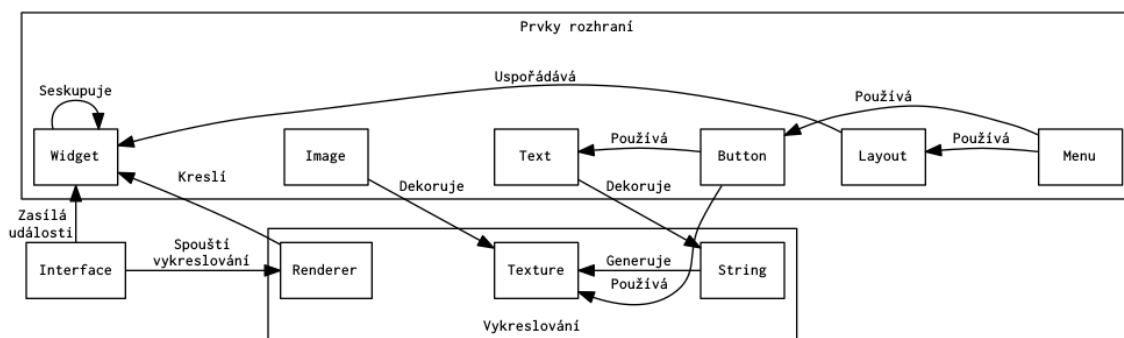 Prvky rozhraní
Uspořádává
Seskupuje
Používá
Widget
Image
Text
Používá
Button
Layout
Používá
Menu
Kreslí
Dekoruje
Dekoruje
Zasílá
události
Interface
Spouští
vykreslování
Renderer
Texture
Generuje
String
Používá
Vykreslování